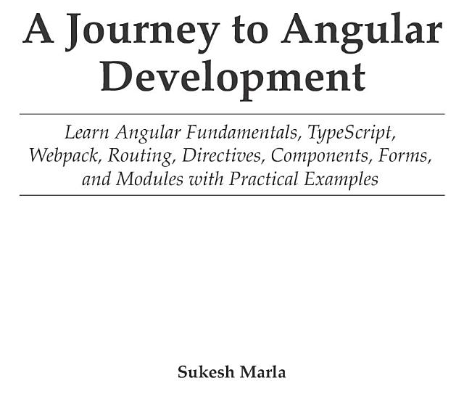 A Journey to Angular
Development
Learn Angular Fundamentals, TypeScript,
Webpack, Routing, Directives, Components, Forms,
and Modules with Practical Examples
Sukesh Marla